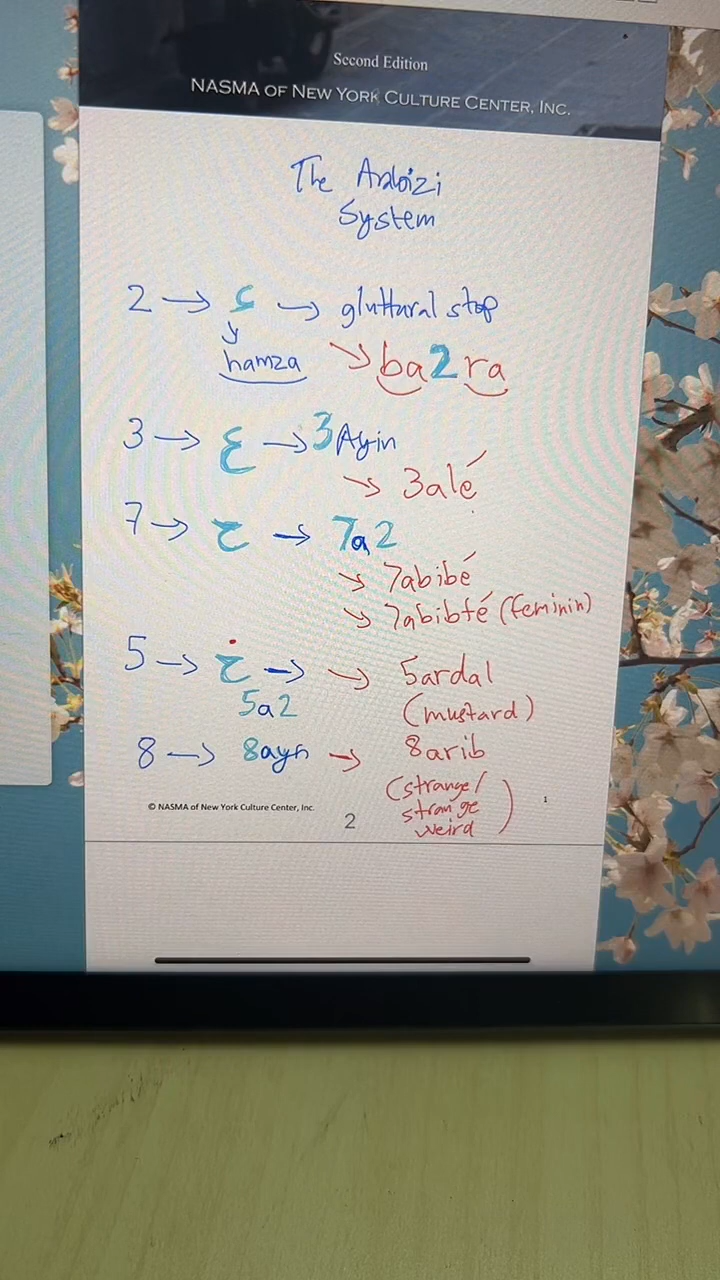 Second Edition
NASMA OF NEW YORK CULTURE CENTER, INC.
The Arabizi
System
2 → ء → gluttural stop
hamza → ba2ra
3 → ع → 3Ayin
→ 3alé
7 → ح → 7a2
→ 7abibé
→ 7abibté (feminin)
5 → خ → → 5ardal
5a2 (mustard)
8 → 8ayn → 8arib
(strange/
strange
weird)
© NASMA of New York Culture Center, Inc.
1
2